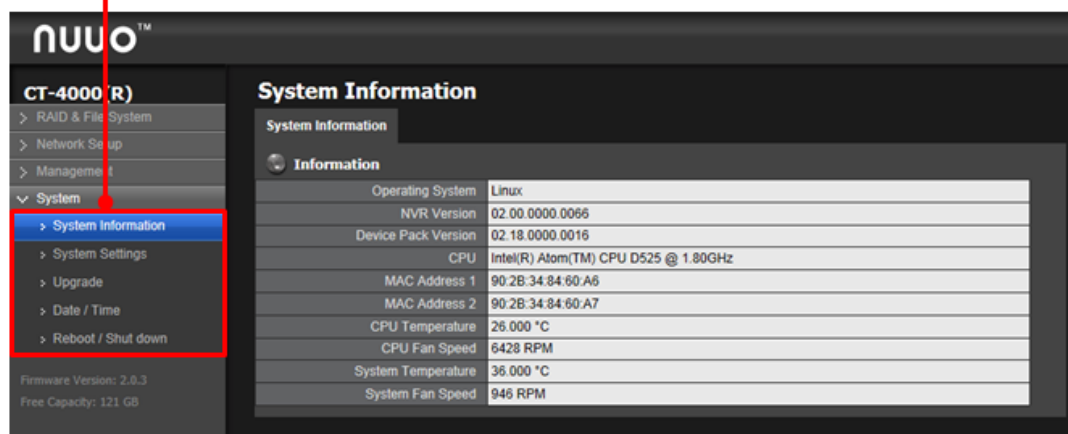 nuuo™
CT-4000(R)
> RAID & File System
> Network Setup
> Management
System
> System Information
> System Settings
> Upgrade
> Date / Time
> Reboot / Shut down
Firmware Version: 2.0.3
Free Capacity: 121 GB
System Information
System Information
Information
Operating System Linux
NVR Version 02.00.0000.0066
Device Pack Version 02.18.0000.0016
CPU Intel(R) Atom(TM) CPU D525 @ 1.80GHz
MAC Address 1 90:2B:34:84:60:A6
MAC Address 2 90:2B:34:84:60:A7
CPU Temperature 26.000 °C
CPU Fan Speed 6428 RPM
System Temperature 36.000 °C
System Fan Speed 946 RPM